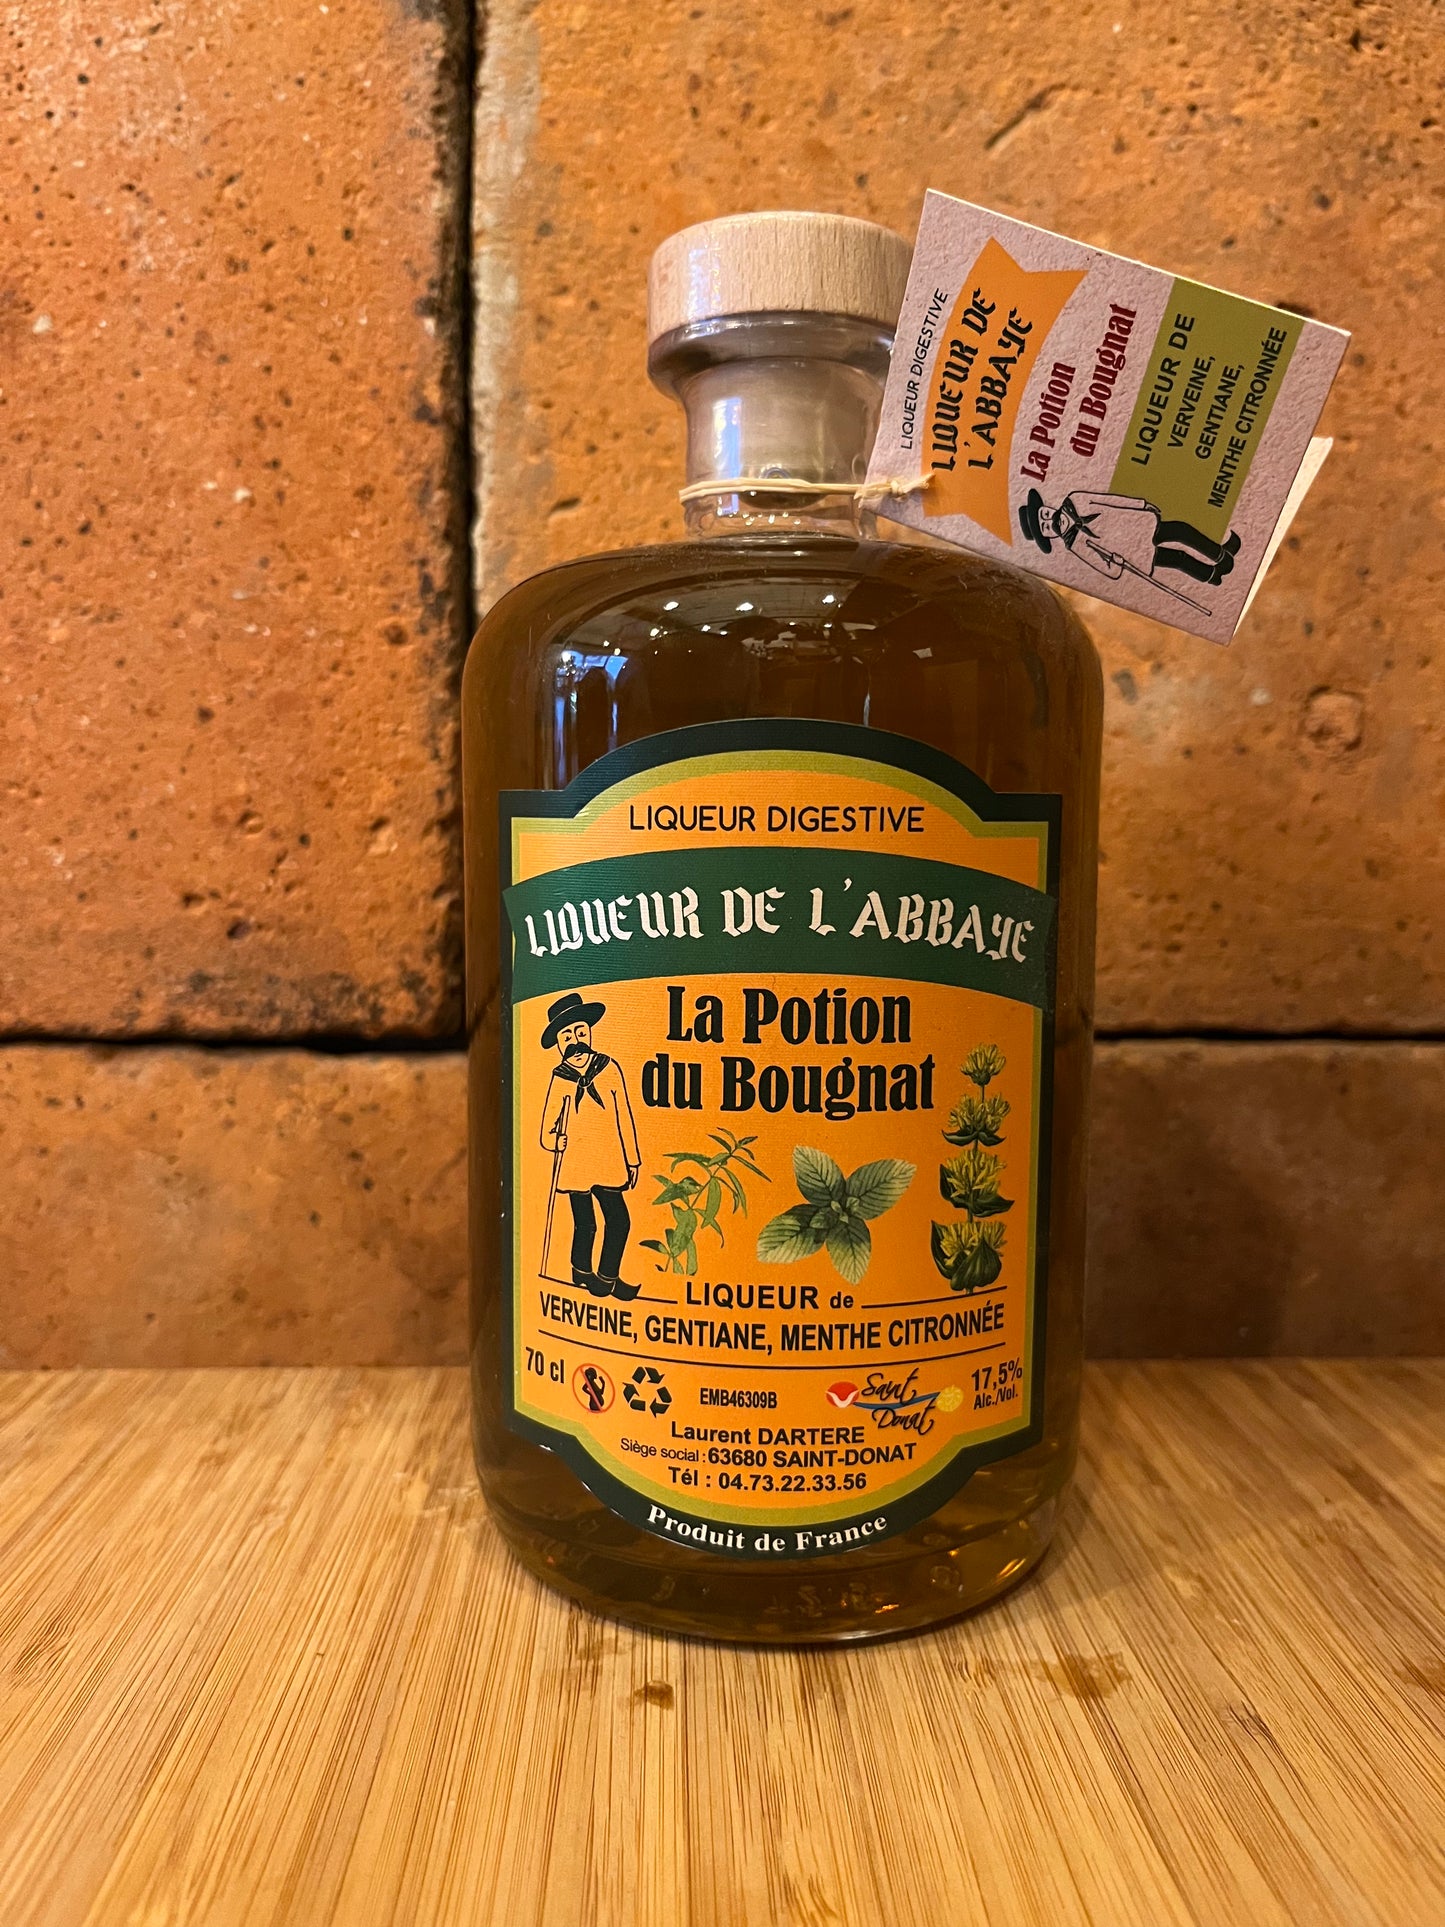 LIQUEUR DIGESTIVE
LIQUEUR DE
L'ABBAYE
La Potion
du Bougnat
LIQUEUR DE
VERVEINE,
GENTIANE,
MENTHE CITRONNÉE
LIQUEUR DIGESTIVE
LIQUEUR DE L'ABBAYE
La Potion
du Bougnat
LIQUEUR de
VERVEINE, GENTIANE, MENTHE CITRONNÉE
70 cl
EMB46309B
Saint
Donat
17,5%
Alc./Vol.
Laurent DARTERE
Siège social : 63680 SAINT-DONAT
Tél : 04.73.22.33.56
Produit de France